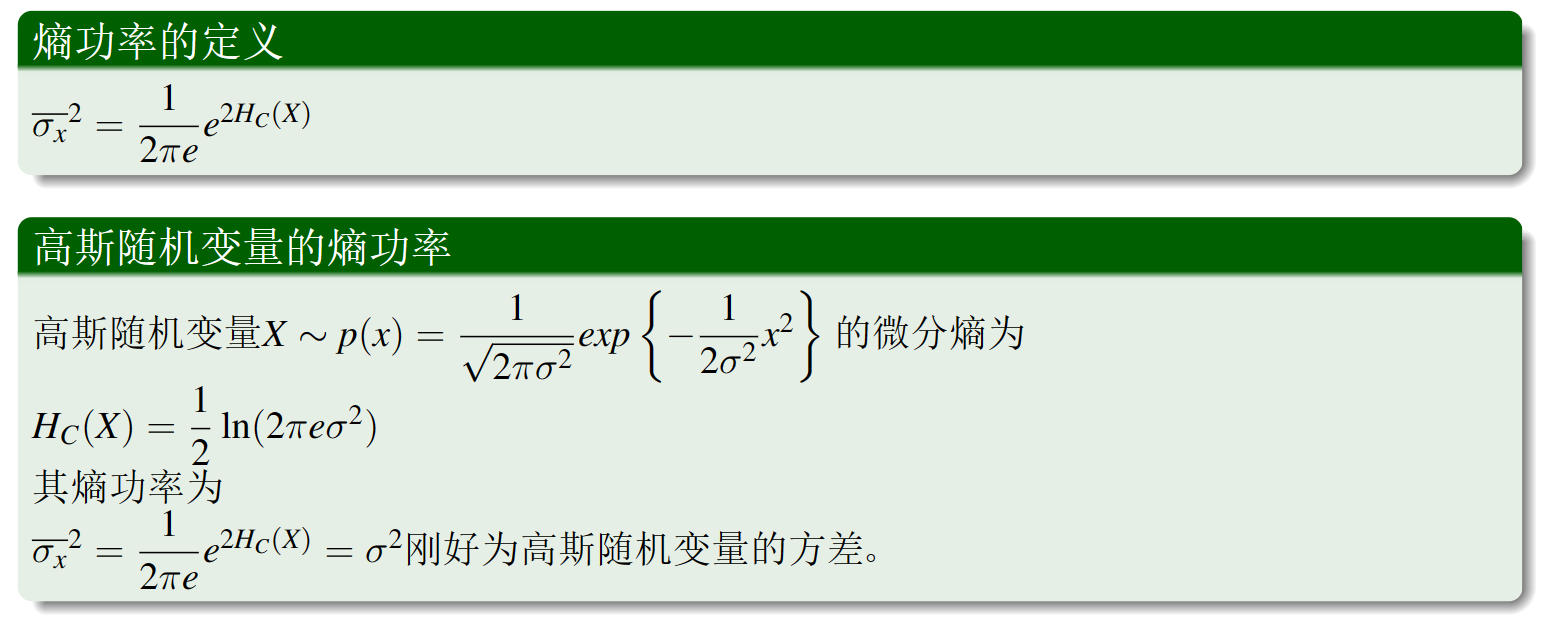 熵功率的定义
$\overline{\sigma_x}^2 = \frac{1}{2\pi e} e^{2H_C(X)}$
高斯随机变量的熵功率
高斯随机变量$X \sim p(x) = \frac{1}{\sqrt{2\pi\sigma^2}} exp\left\{-\frac{1}{2\sigma^2}x^2\right\}$ 的微分熵为
$H_C(X) = \frac{1}{2}\ln(2\pi e\sigma^2)$
其熵功率为
$\overline{\sigma_x}^2 = \frac{1}{2\pi e} e^{2H_C(X)} = \sigma^2$刚好为高斯随机变量的方差。